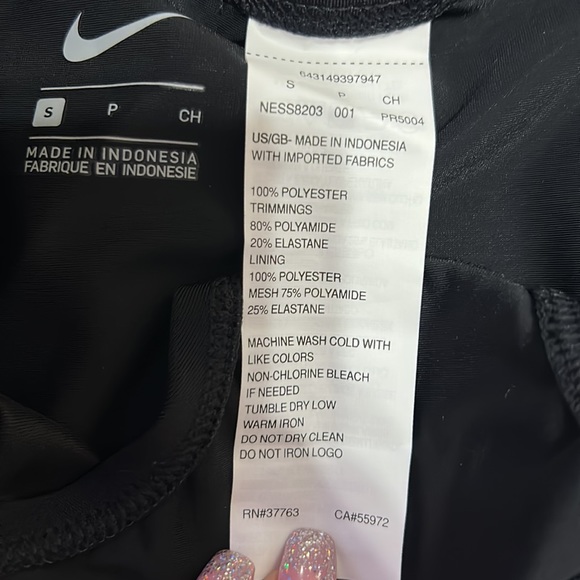 S P CH
MADE IN INDONESIA
FABRIQUE EN INDONESIE
643149397947
S P CH
NESS8203 001 PR5004
US/GB- MADE IN INDONESIA
WITH IMPORTED FABRICS
100% POLYESTER
TRIMMINGS
80% POLYAMIDE
20% ELASTANE
LINING
100% POLYESTER
MESH 75% POLYAMIDE
25% ELASTANE
MACHINE WASH COLD WITH
LIKE COLORS
NON-CHLORINE BLEACH
IF NEEDED
TUMBLE DRY LOW
WARM IRON
DO NOT DRY CLEAN
DO NOT IRON LOGO
RN#37763 CA#55972